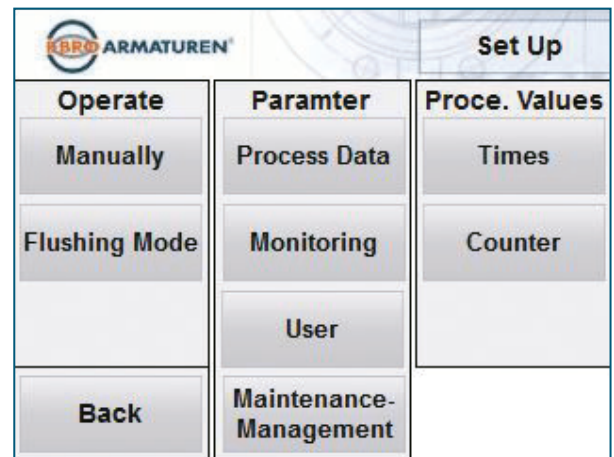 EBRO ARMATUREN®
Set Up
Operate
Manually
Flushing Mode
Back
Paramter
Process Data
Monitoring
User
Maintenance-
Management
Proce. Values
Times
Counter